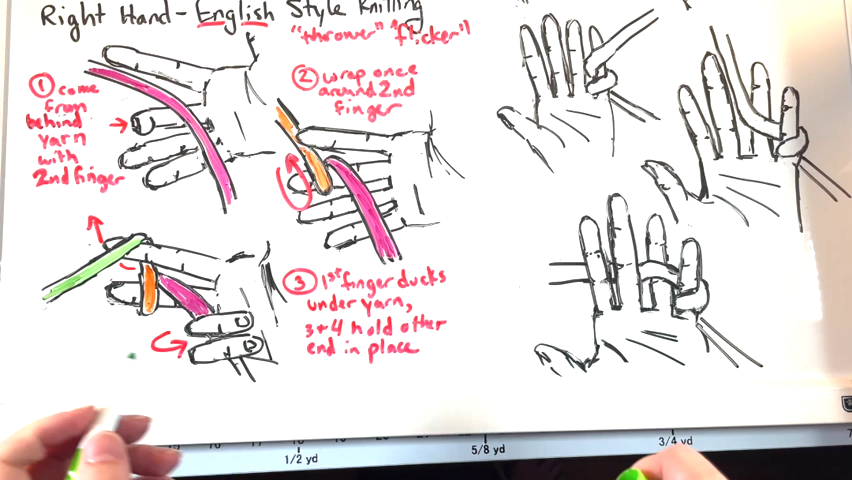 Right Hand - English Style Knitting
"thrower" "flicker"
① come
from
behind
yarn
with
2nd finger
② wrap once
around 2nd
finger
③ 1st finger ducks
under yarn,
3+4 hold other
end in place
1/2 yd
5/8 yd
3/4 yd